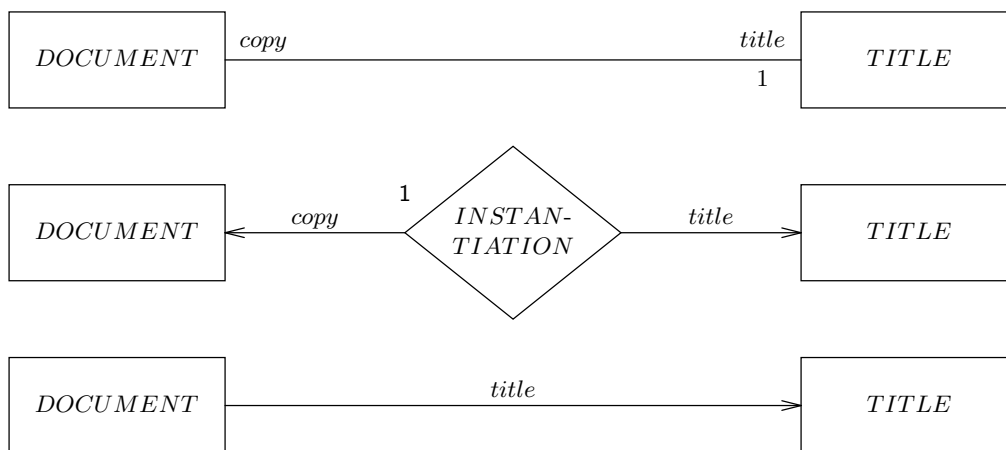 copy title
DOCUMENT TITLE
1
1
INSTAN-
copy title
DOCUMENT TITLE
TIATION
title
DOCUMENT TITLE